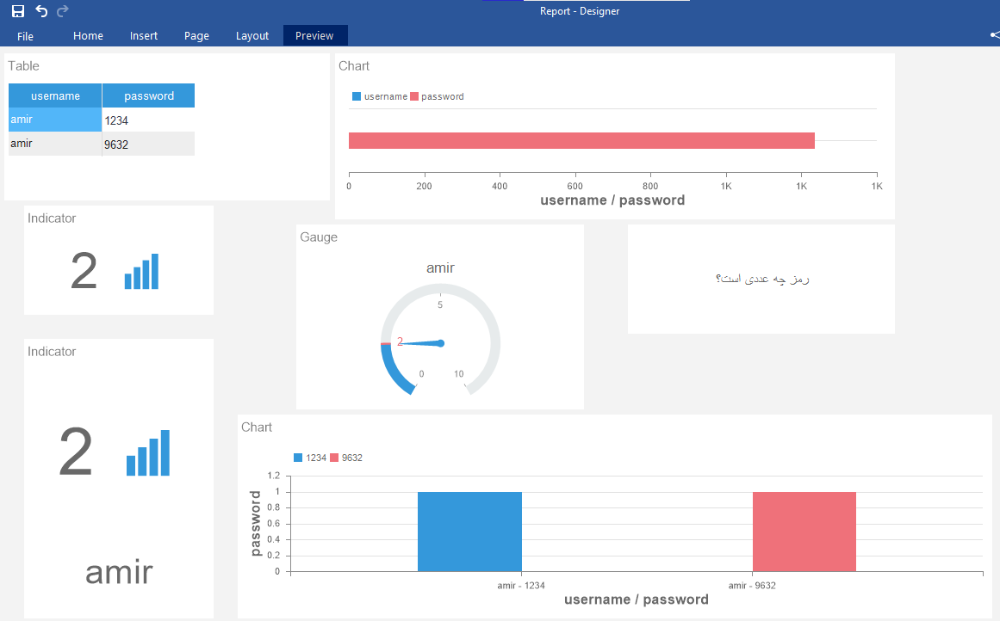 Report - Designer
File Home Insert Page Layout Preview
Table
username password
amir 1234
amir 9632
Chart
username password
0 200 400 600 800 1K 1K 1K
username / password
Indicator
2
Gauge
amir
5
2
0 10
رمز چه عددی است؟
Indicator
2
amir
Chart
1234 9632
1.2
1
0.8
0.6
0.4
0.2
0
password
amir - 1234 amir - 9632
username / password